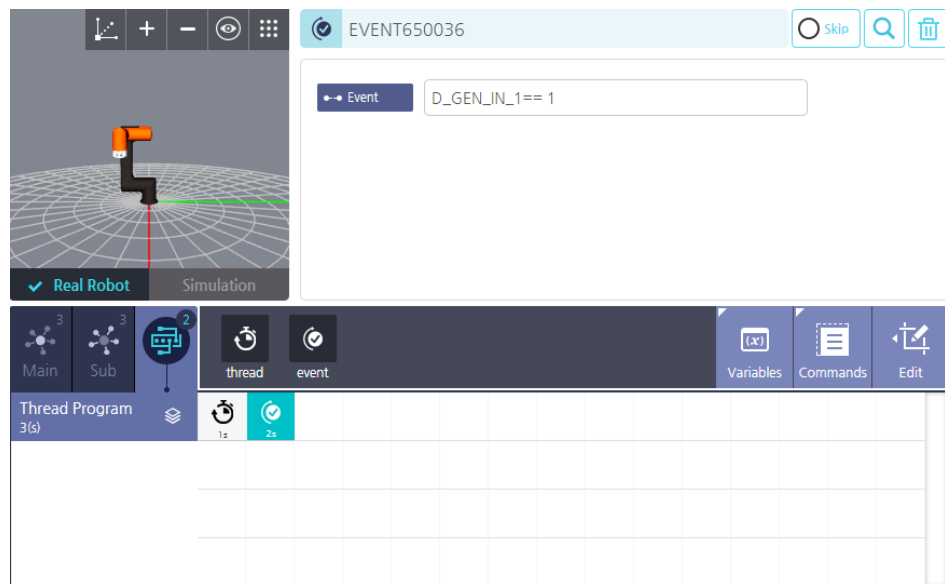 EVENT650036
Skip
Event
D_GEN_IN_1== 1
Real Robot
Simulation
3
3
2
Main
Sub
thread
event
(x)
Variables
Commands
Edit
Thread Program
3(s)
1s
2s